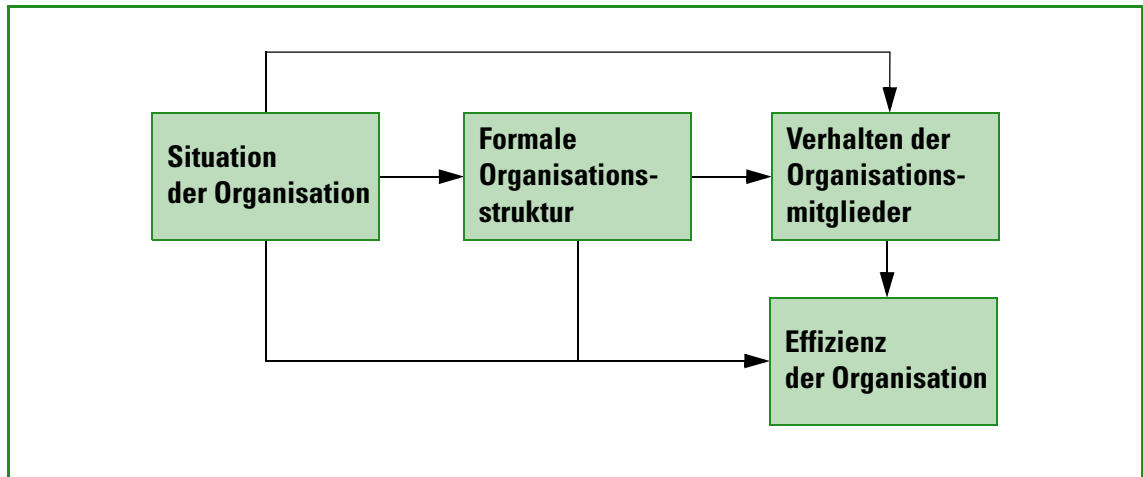 Situation
der Organisation
Formale
Organisations-
struktur
Verhalten der
Organisations-
mitglieder
Effizienz
der Organisation